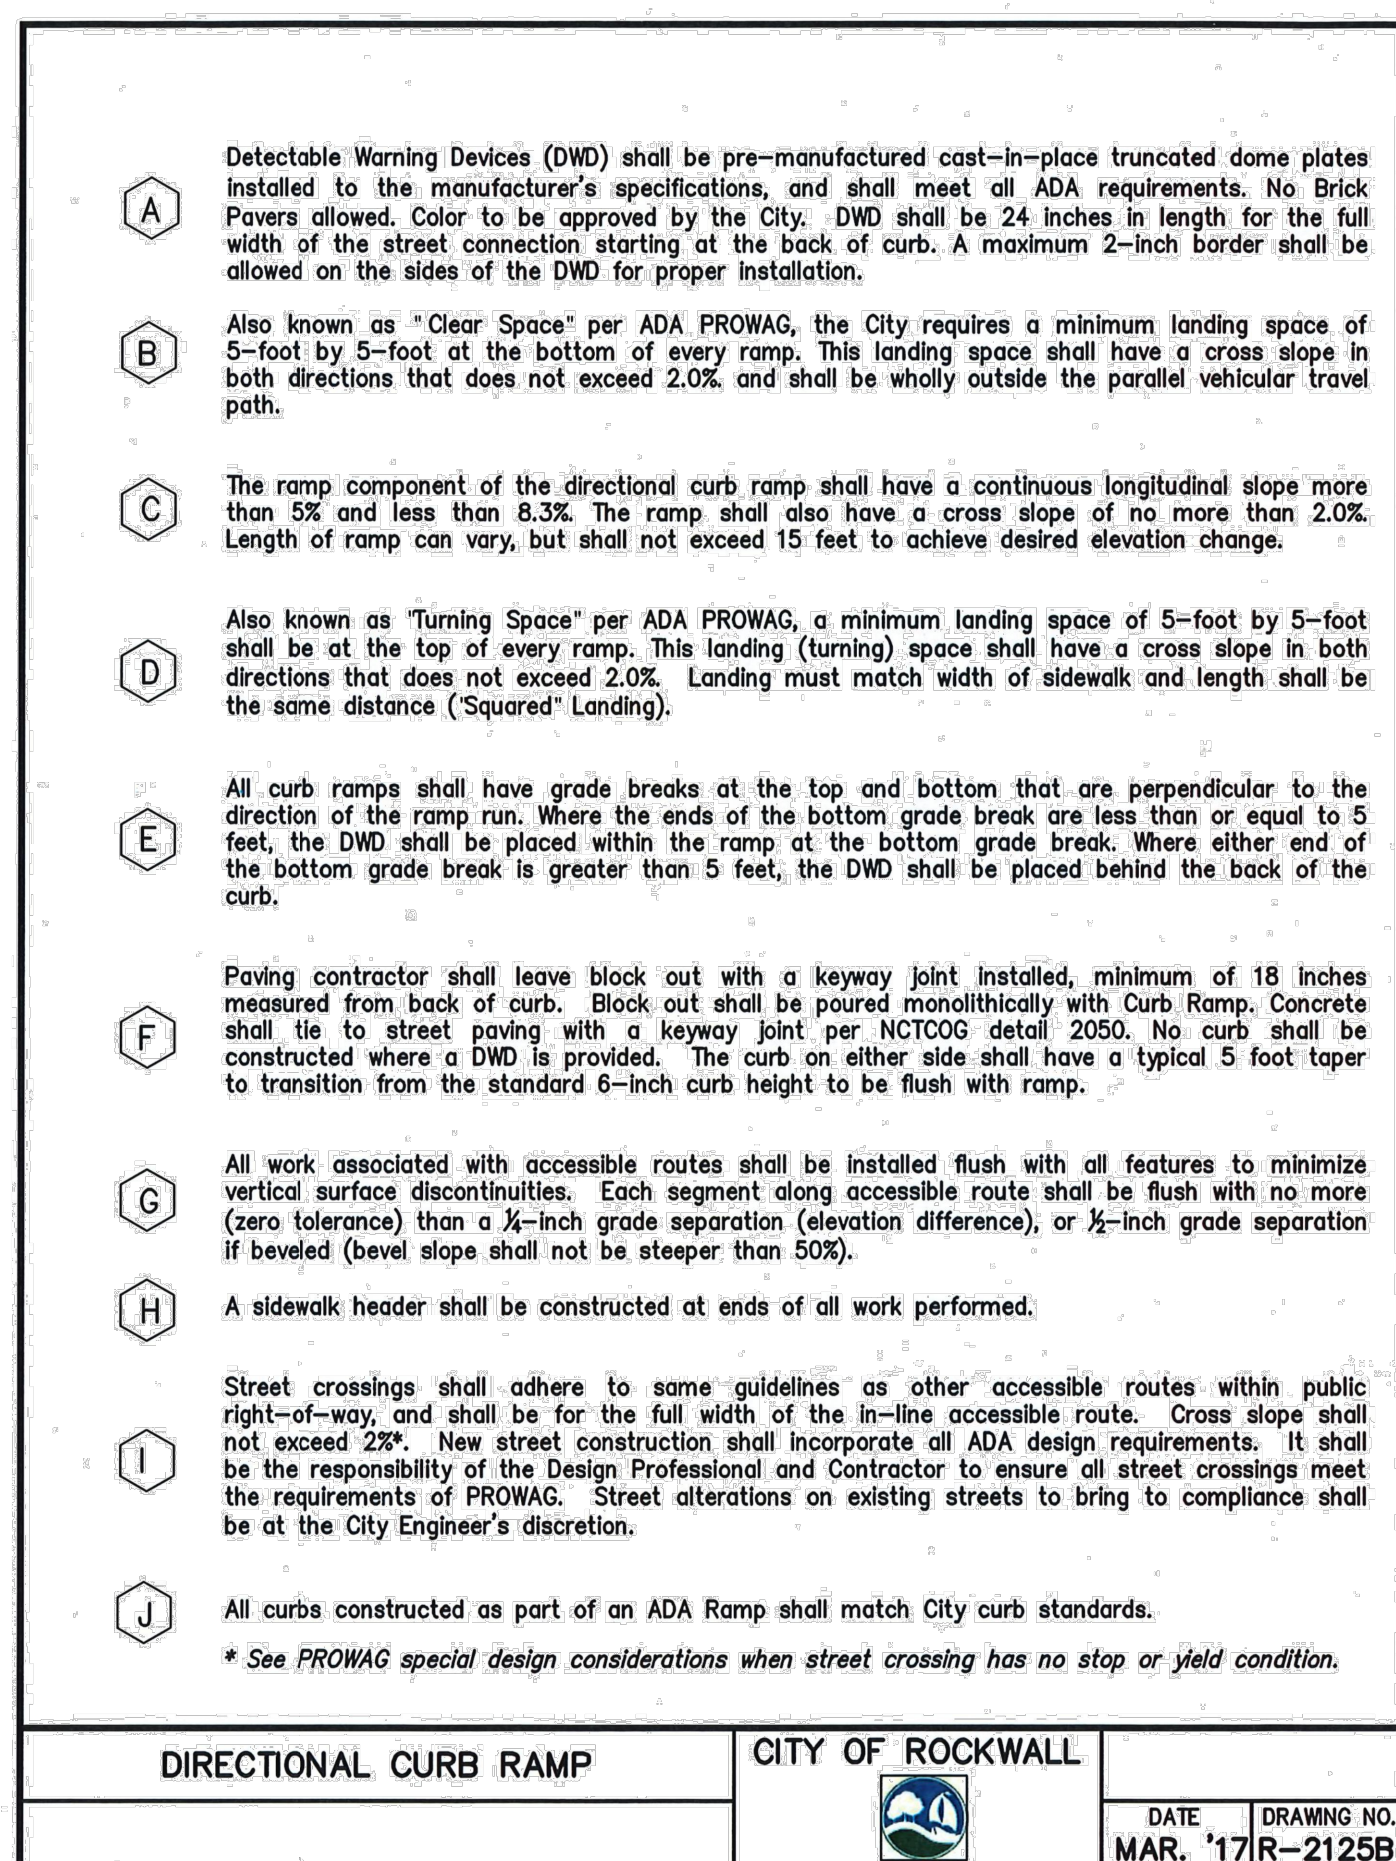 A
Detectable Warning Devices (DWD) shall be pre-manufactured cast-in-place truncated dome plates
installed to the manufacturer's specifications, and shall meet all ADA requirements. No Brick
Pavers allowed. Color to be approved by the City. DWD shall be 24 inches in length for the full
width of the street connection starting at the back of curb. A maximum 2-inch border shall be
allowed on the sides of the DWD for proper installation.
B
Also known as "Clear Space" per ADA PROWAG, the City requires a minimum landing space of
5-foot by 5-foot at the bottom of every ramp. This landing space shall have a cross slope in
both directions that does not exceed 2.0%. and shall be wholly outside the parallel vehicular travel
path.
C
The ramp component of the directional curb ramp shall have a continuous longitudinal slope more
than 5% and less than 8.3%. The ramp shall also have a cross slope of no more than 2.0%.
Length of ramp can vary, but shall not exceed 15 feet to achieve desired elevation change.
D
Also known as "Turning Space" per ADA PROWAG, a minimum landing space of 5-foot by 5-foot
shall be at the top of every ramp. This landing (turning) space shall have a cross slope in both
directions that does not exceed 2.0%. Landing must match width of sidewalk and length shall be
the same distance ("Squared" Landing).
E
All curb ramps shall have grade breaks at the top and bottom that are perpendicular to the
direction of the ramp run. Where the ends of the bottom grade break are less than or equal to 5
feet, the DWD shall be placed within the ramp at the bottom grade break. Where either end of
the bottom grade break is greater than 5 feet, the DWD shall be placed behind the back of the
curb.
F
Paving contractor shall leave block out with a keyway joint installed, minimum of 18 inches
measured from back of curb. Block out shall be poured monolithically with Curb Ramp. Concrete
shall tie to street paving with a keyway joint per NCTCOG detail 2050. No curb shall be
constructed where a DWD is provided. The curb on either side shall have a typical 5 foot taper
to transition from the standard 6-inch curb height to be flush with ramp.
G
All work associated with accessible routes shall be installed flush with all features to minimize
vertical surface discontinuities. Each segment along accessible route shall be flush with no more
(zero tolerance) than a ¼-inch grade separation (elevation difference), or ½-inch grade separation
if beveled (bevel slope shall not be steeper than 50%).
H
A sidewalk header shall be constructed at ends of all work performed.
I
Street crossings shall adhere to same guidelines as other accessible routes within public
right-of-way, and shall be for the full width of the in-line accessible route. Cross slope shall
not exceed 2%*. New street construction shall incorporate all ADA design requirements. It shall
be the responsibility of the Design Professional and Contractor to ensure all street crossings meet
the requirements of PROWAG. Street alterations on existing streets to bring to compliance shall
be at the City Engineer's discretion.
J
All curbs constructed as part of an ADA Ramp shall match City curb standards.
* See PROWAG special design considerations when street crossing has no stop or yield condition.
DIRECTIONAL CURB RAMP
CITY OF ROCKWALL
DATE
MAR. '17
DRAWING NO.
R-2125B